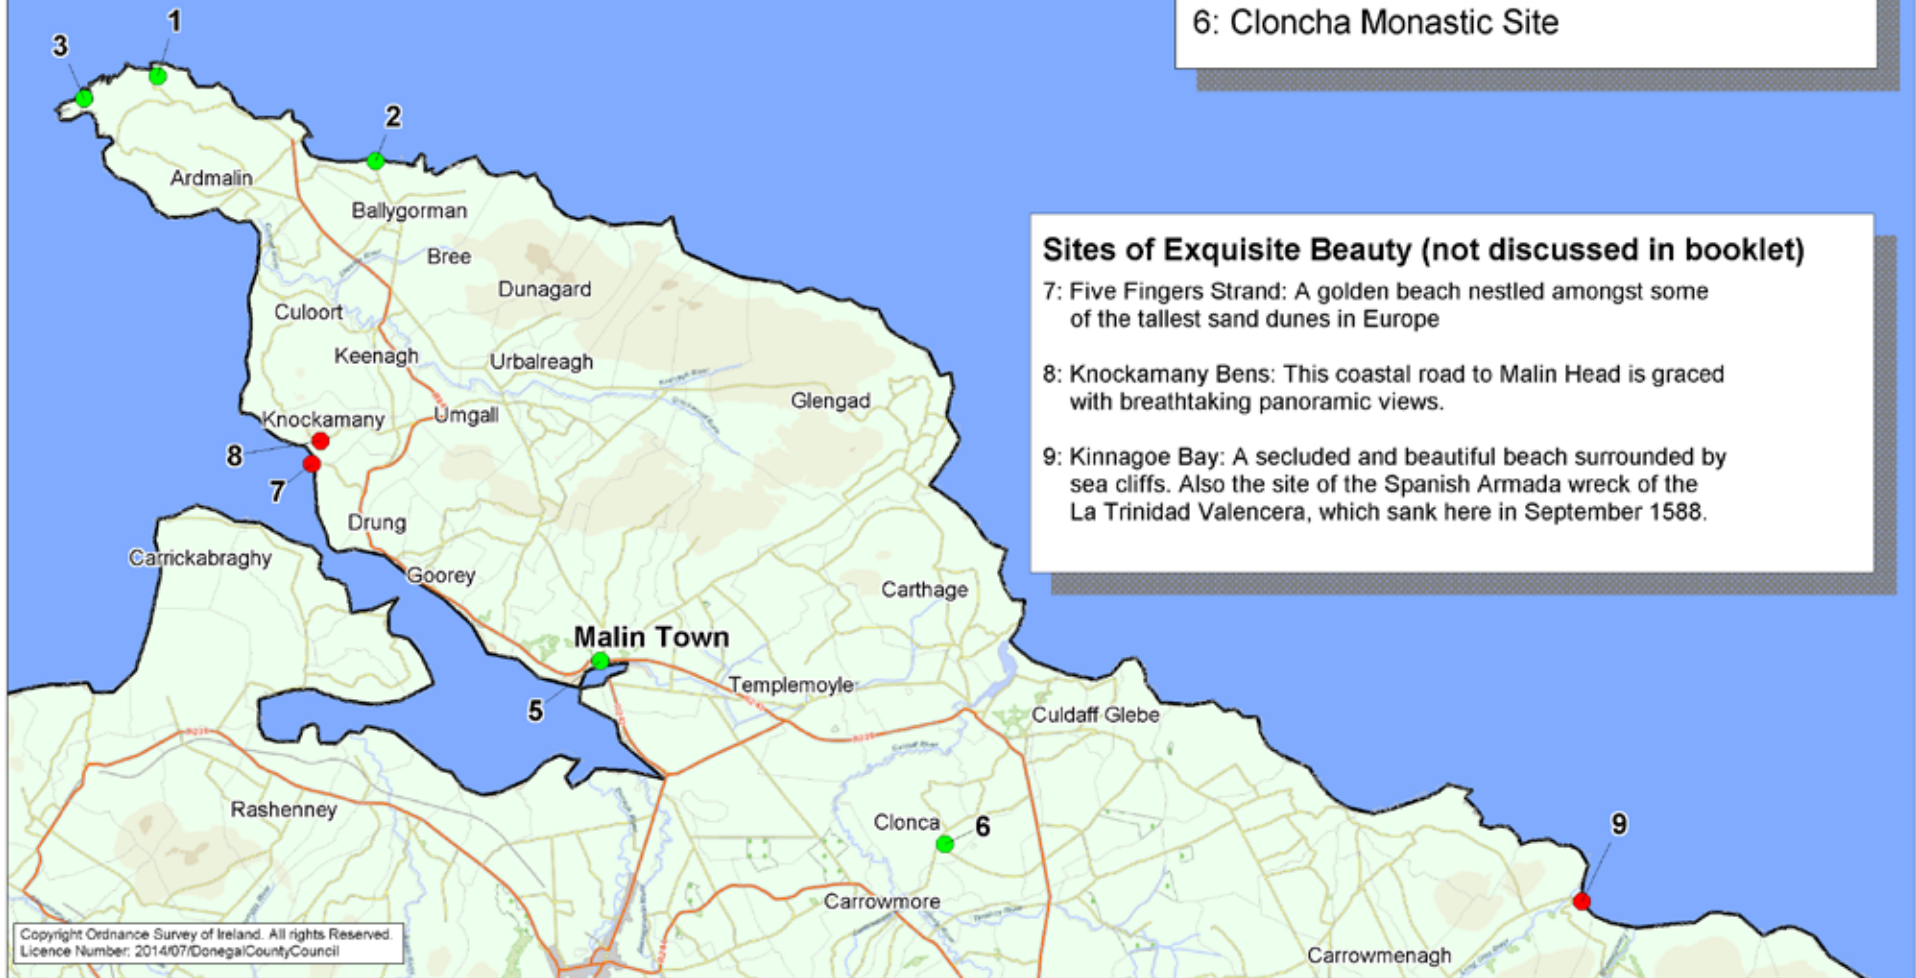 6: Cloncha Monastic Site
1
3
2
Ardmalin
Ballygorman
Bree
Dunagard
Culoort
Keenagh
Urbalreagh
Glengad
Knockamany
Umgall
8
7
Drung
Carrickabraghy
Goorey
Carthage
Malin Town
Templemoyle
5
Culdaff Glebe
Rashenney
Clonca
6
9
Carrowmore
Carrowmenagh
Sites of Exquisite Beauty (not discussed in booklet)
7: Five Fingers Strand: A golden beach nestled amongst some
of the tallest sand dunes in Europe
8: Knockamany Bens: This coastal road to Malin Head is graced
with breathtaking panoramic views.
9: Kinnagoe Bay: A secluded and beautiful beach surrounded by
sea cliffs. Also the site of the Spanish Armada wreck of the
La Trinidad Valencera, which sank here in September 1588.
Copyright Ordnance Survey of Ireland. All rights Reserved.
Licence Number: 2014/07/DonegalCountyCouncil